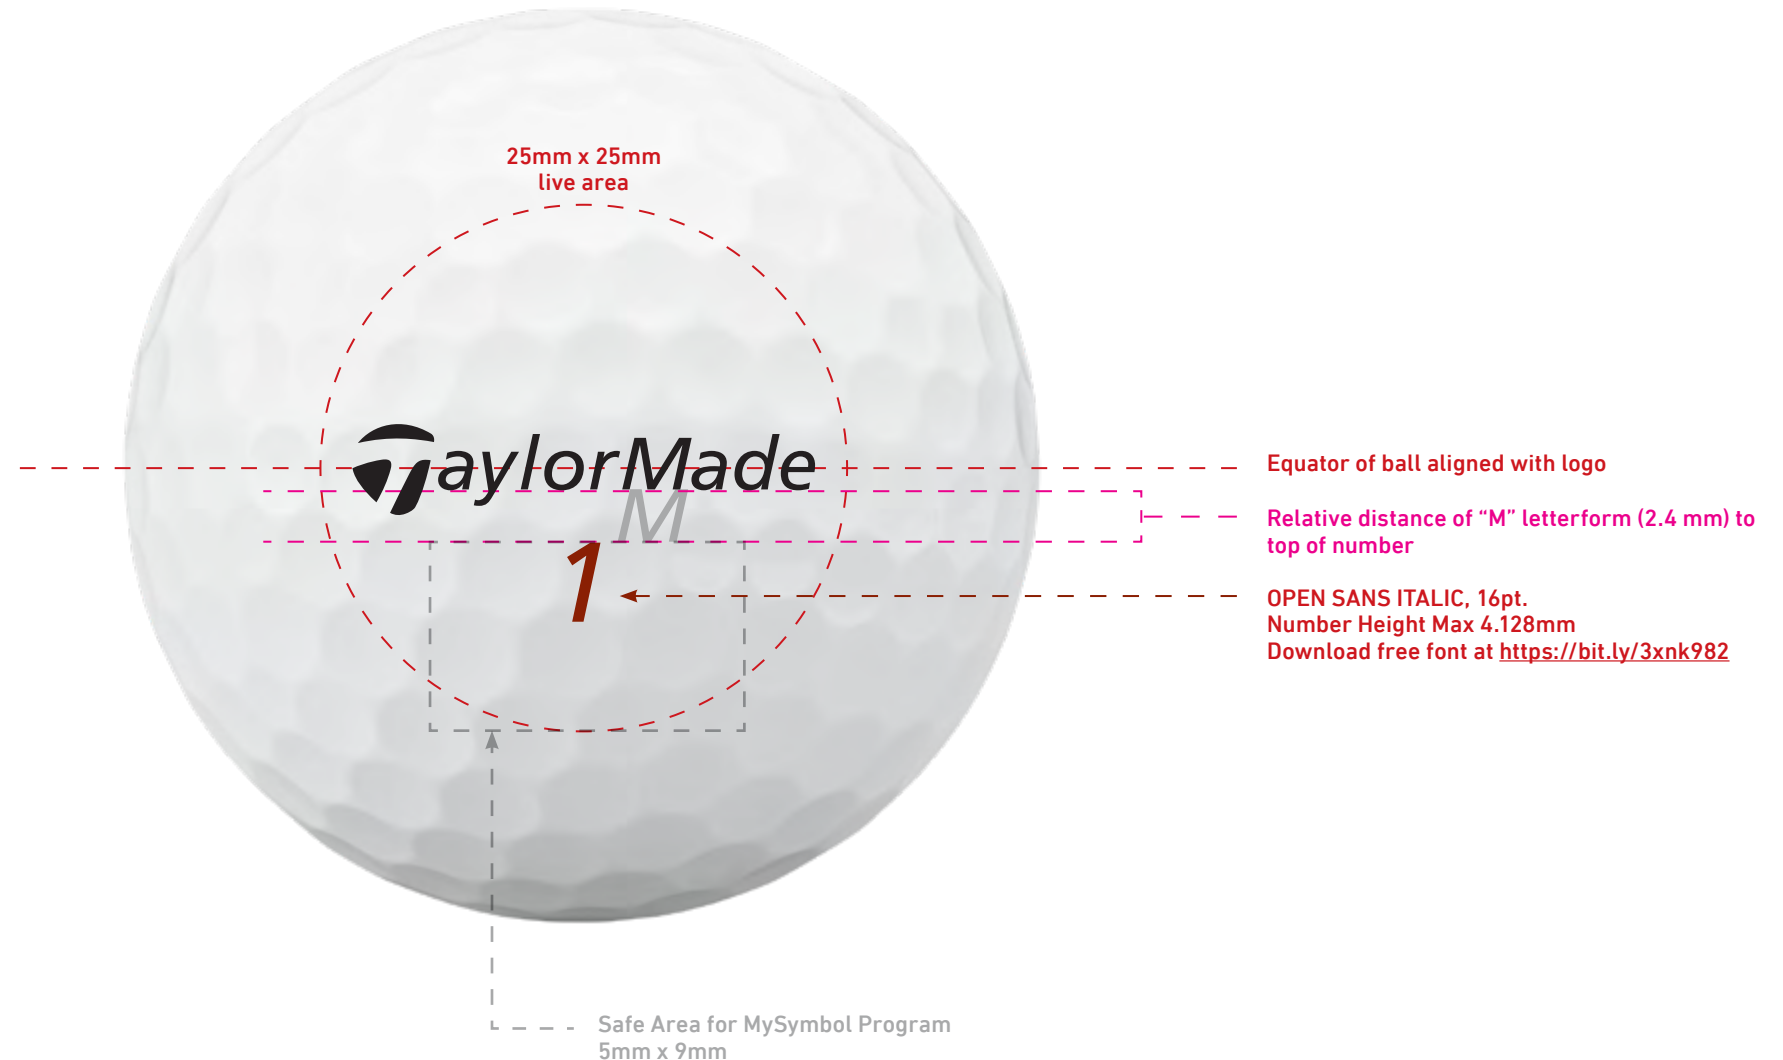 25mm x 25mm
live area
TaylorMade
M
1
Equator of ball aligned with logo
Relative distance of “M” letterform (2.4 mm) to
top of number
OPEN SANS ITALIC, 16pt.
Number Height Max 4.128mm
Download free font at https://bit.ly/3xnk982
Safe Area for MySymbol Program
5mm x 9mm